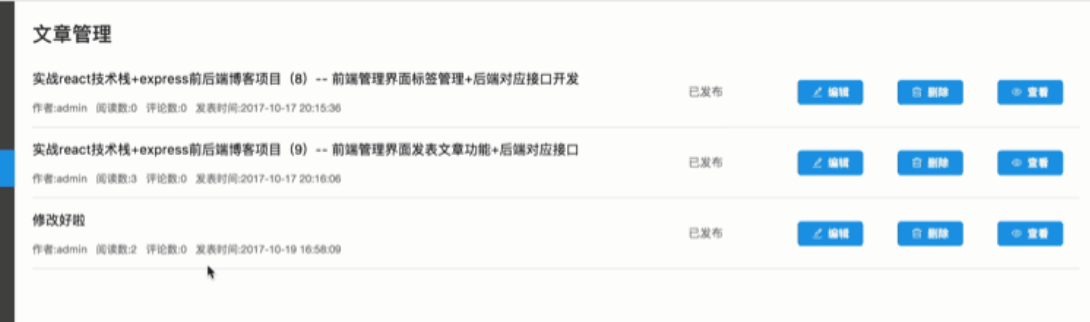 文章管理
实战react技术栈+express前后端博客项目（8）-- 前端管理界面标签管理+后端对应接口开发
作者:admin 阅读数:0 评论数:0 发表时间:2017-10-17 20:15:36
已发布 编辑 删除 查看
实战react技术栈+express前后端博客项目（9）-- 前端管理界面发表文章功能+后端对应接口
作者:admin 阅读数:3 评论数:0 发表时间:2017-10-17 20:16:06
已发布 编辑 删除 查看
修改好啦
作者:admin 阅读数:2 评论数:0 发表时间:2017-10-19 16:58:09
已发布 编辑 删除 查看